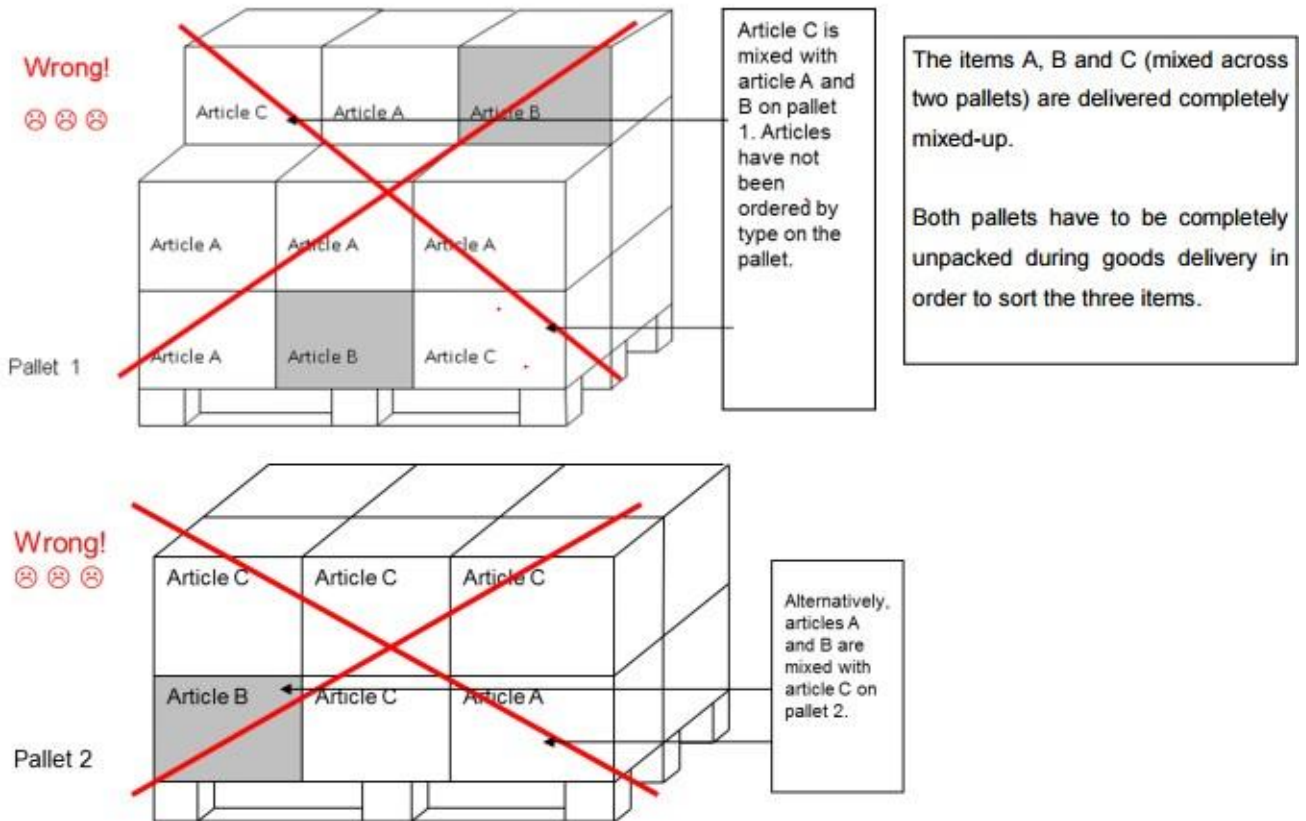 Wrong!
☹ ☹ ☹
Article C
Article A
Article B
Article A
Article A
Article A
Article A
Article B
Article C
Pallet 1
Article C is
mixed with
article A and
B on pallet
1. Articles
have not
been
ordered by
type on the
pallet.
The items A, B and C (mixed across
two pallets) are delivered completely
mixed-up.
Both pallets have to be completely
unpacked during goods delivery in
order to sort the three items.
Wrong!
☹ ☹ ☹
Article C
Article C
Article C
Article B
Article C
Article A
Pallet 2
Alternatively,
articles A
and B are
mixed with
article C on
pallet 2.